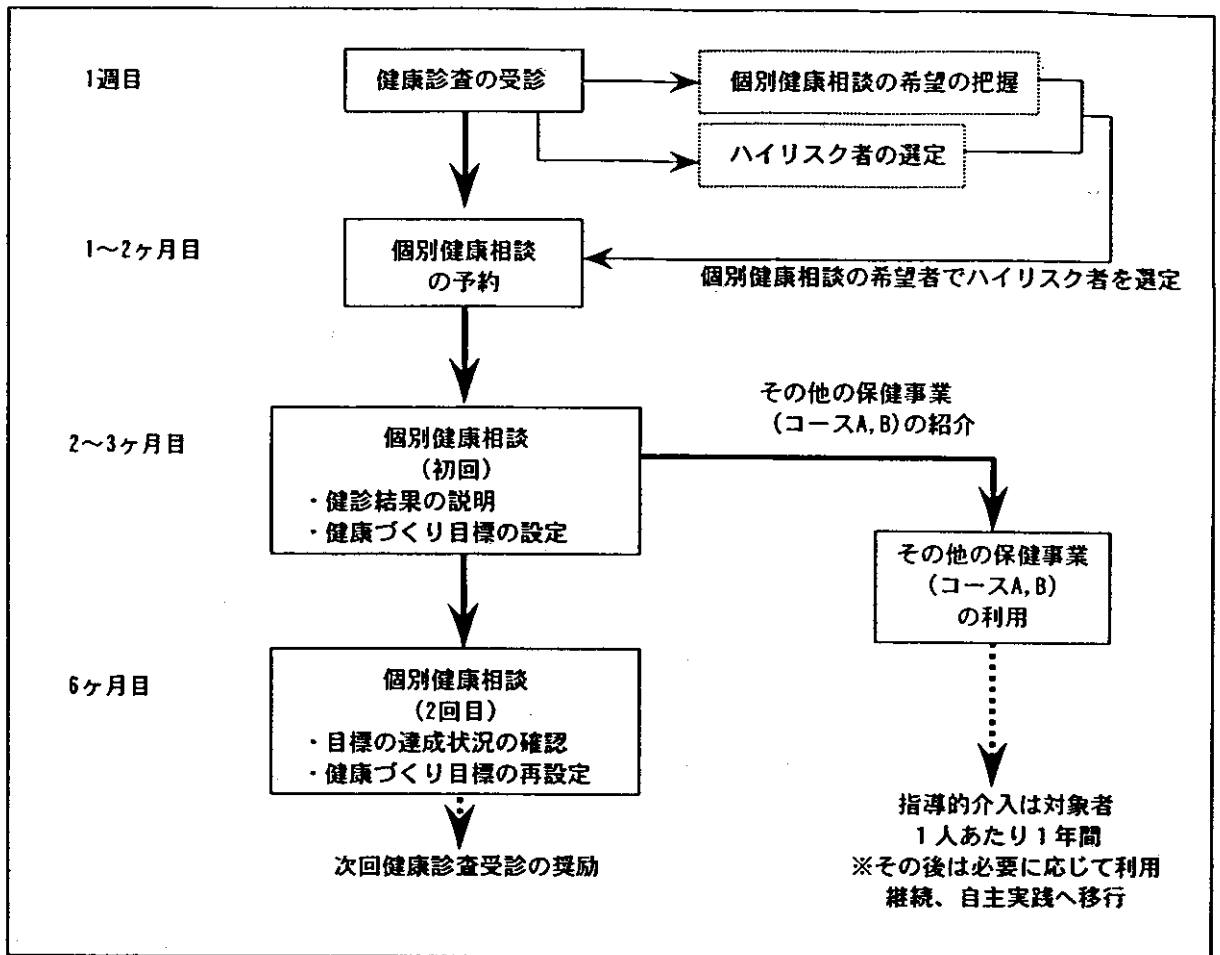 1週目
健康診査の受診
個別健康相談の希望の把握
ハイリスク者の選定
1～2ヶ月目
個別健康相談
の予約
個別健康相談の希望者でハイリスク者を選定
2～3ヶ月目
個別健康相談
(初回)
・健診結果の説明
・健康づくり目標の設定
その他の保健事業
(コースA,B)の紹介
その他の保健事業
(コースA,B)
の利用
6ヶ月目
個別健康相談
(2回目)
・目標の達成状況の確認
・健康づくり目標の再設定
次回健康診査受診の奨励
指導的介入は対象者
1人あたり1年間
※その後は必要に応じて利用
継続、自主実践へ移行